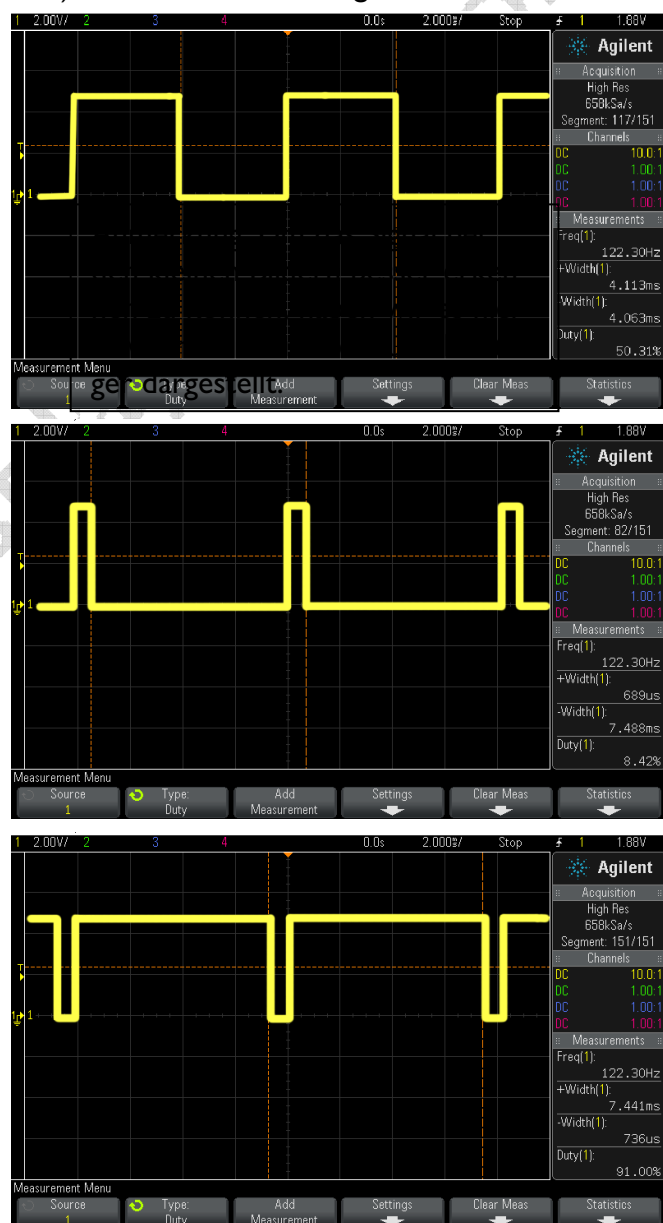 1 2.00V/ 2 3 4 0.0s 2.000s/ Stop 1 1.88V
Agilent
Acquisition
High Res
658kSa/s
Segment: 117/151
Channels
DC 10.0:1
DC 1.00:1
DC 1.00:1
DC 1.00:1
Measurements
Freq(1):
122.30Hz
+Width(1):
4.113ms
-Width(1):
4.063ms
Duty(1):
50.31%
T
1
Measurement Menu
Source
1
Type:
Duty
Add
Measurement
Settings
Clear Meas
Statistics
gen dargestellt.
1 2.00V/ 2 3 4 0.0s 2.000s/ Stop 1 1.88V
Agilent
Acquisition
High Res
658kSa/s
Segment: 82/151
Channels
DC 10.0:1
DC 1.00:1
DC 1.00:1
DC 1.00:1
Measurements
Freq(1):
122.30Hz
+Width(1):
689us
-Width(1):
7.488ms
Duty(1):
8.42%
T
1
Measurement Menu
Source
1
Type:
Duty
Add
Measurement
Settings
Clear Meas
Statistics
1 2.00V/ 2 3 4 0.0s 2.000s/ Stop 1 1.88V
Agilent
Acquisition
High Res
658kSa/s
Segment: 151/151
Channels
DC 10.0:1
DC 1.00:1
DC 1.00:1
DC 1.00:1
Measurements
Freq(1):
122.30Hz
+Width(1):
7.441ms
-Width(1):
736us
Duty(1):
91.00%
T
1
Measurement Menu
Source
1
Type:
Duty
Add
Measurement
Settings
Clear Meas
Statistics